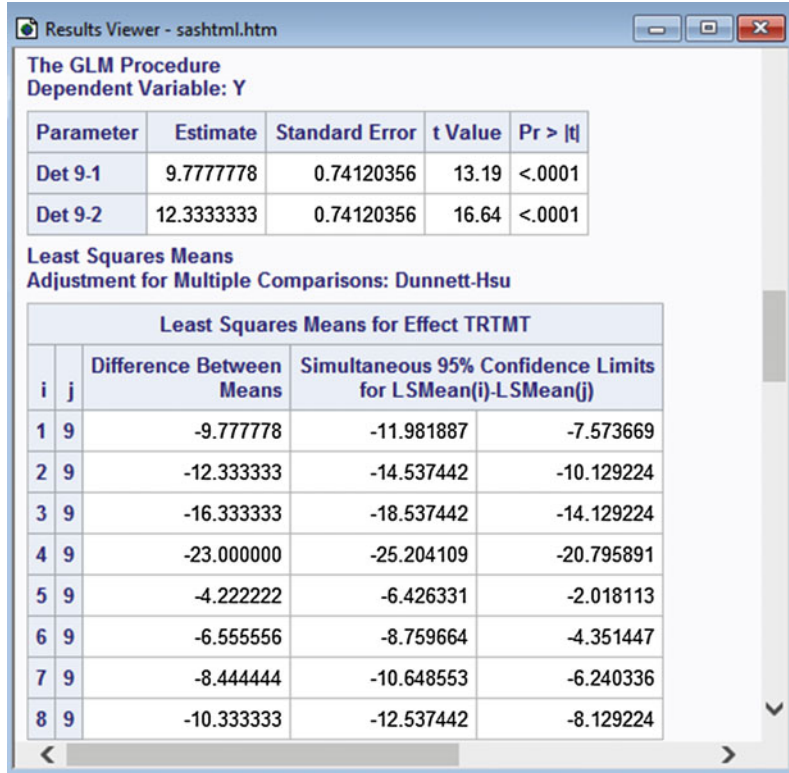 Results Viewer - sashtml.htm
The GLM Procedure
Dependent Variable: Y
Parameter Estimate Standard Error t Value Pr > |t|
Det 9-1 9.7777778 0.74120356 13.19 <.0001
Det 9-2 12.3333333 0.74120356 16.64 <.0001
Least Squares Means
Adjustment for Multiple Comparisons: Dunnett-Hsu
Least Squares Means for Effect TRTMT
i j Difference Between Means Simultaneous 95% Confidence Limits for LSMean(i)-LSMean(j)
1 9 -9.777778 -11.981887 -7.573669
2 9 -12.333333 -14.537442 -10.129224
3 9 -16.333333 -18.537442 -14.129224
4 9 -23.000000 -25.204109 -20.795891
5 9 -4.222222 -6.426331 -2.018113
6 9 -6.555556 -8.759664 -4.351447
7 9 -8.444444 -10.648553 -6.240336
8 9 -10.333333 -12.537442 -8.129224